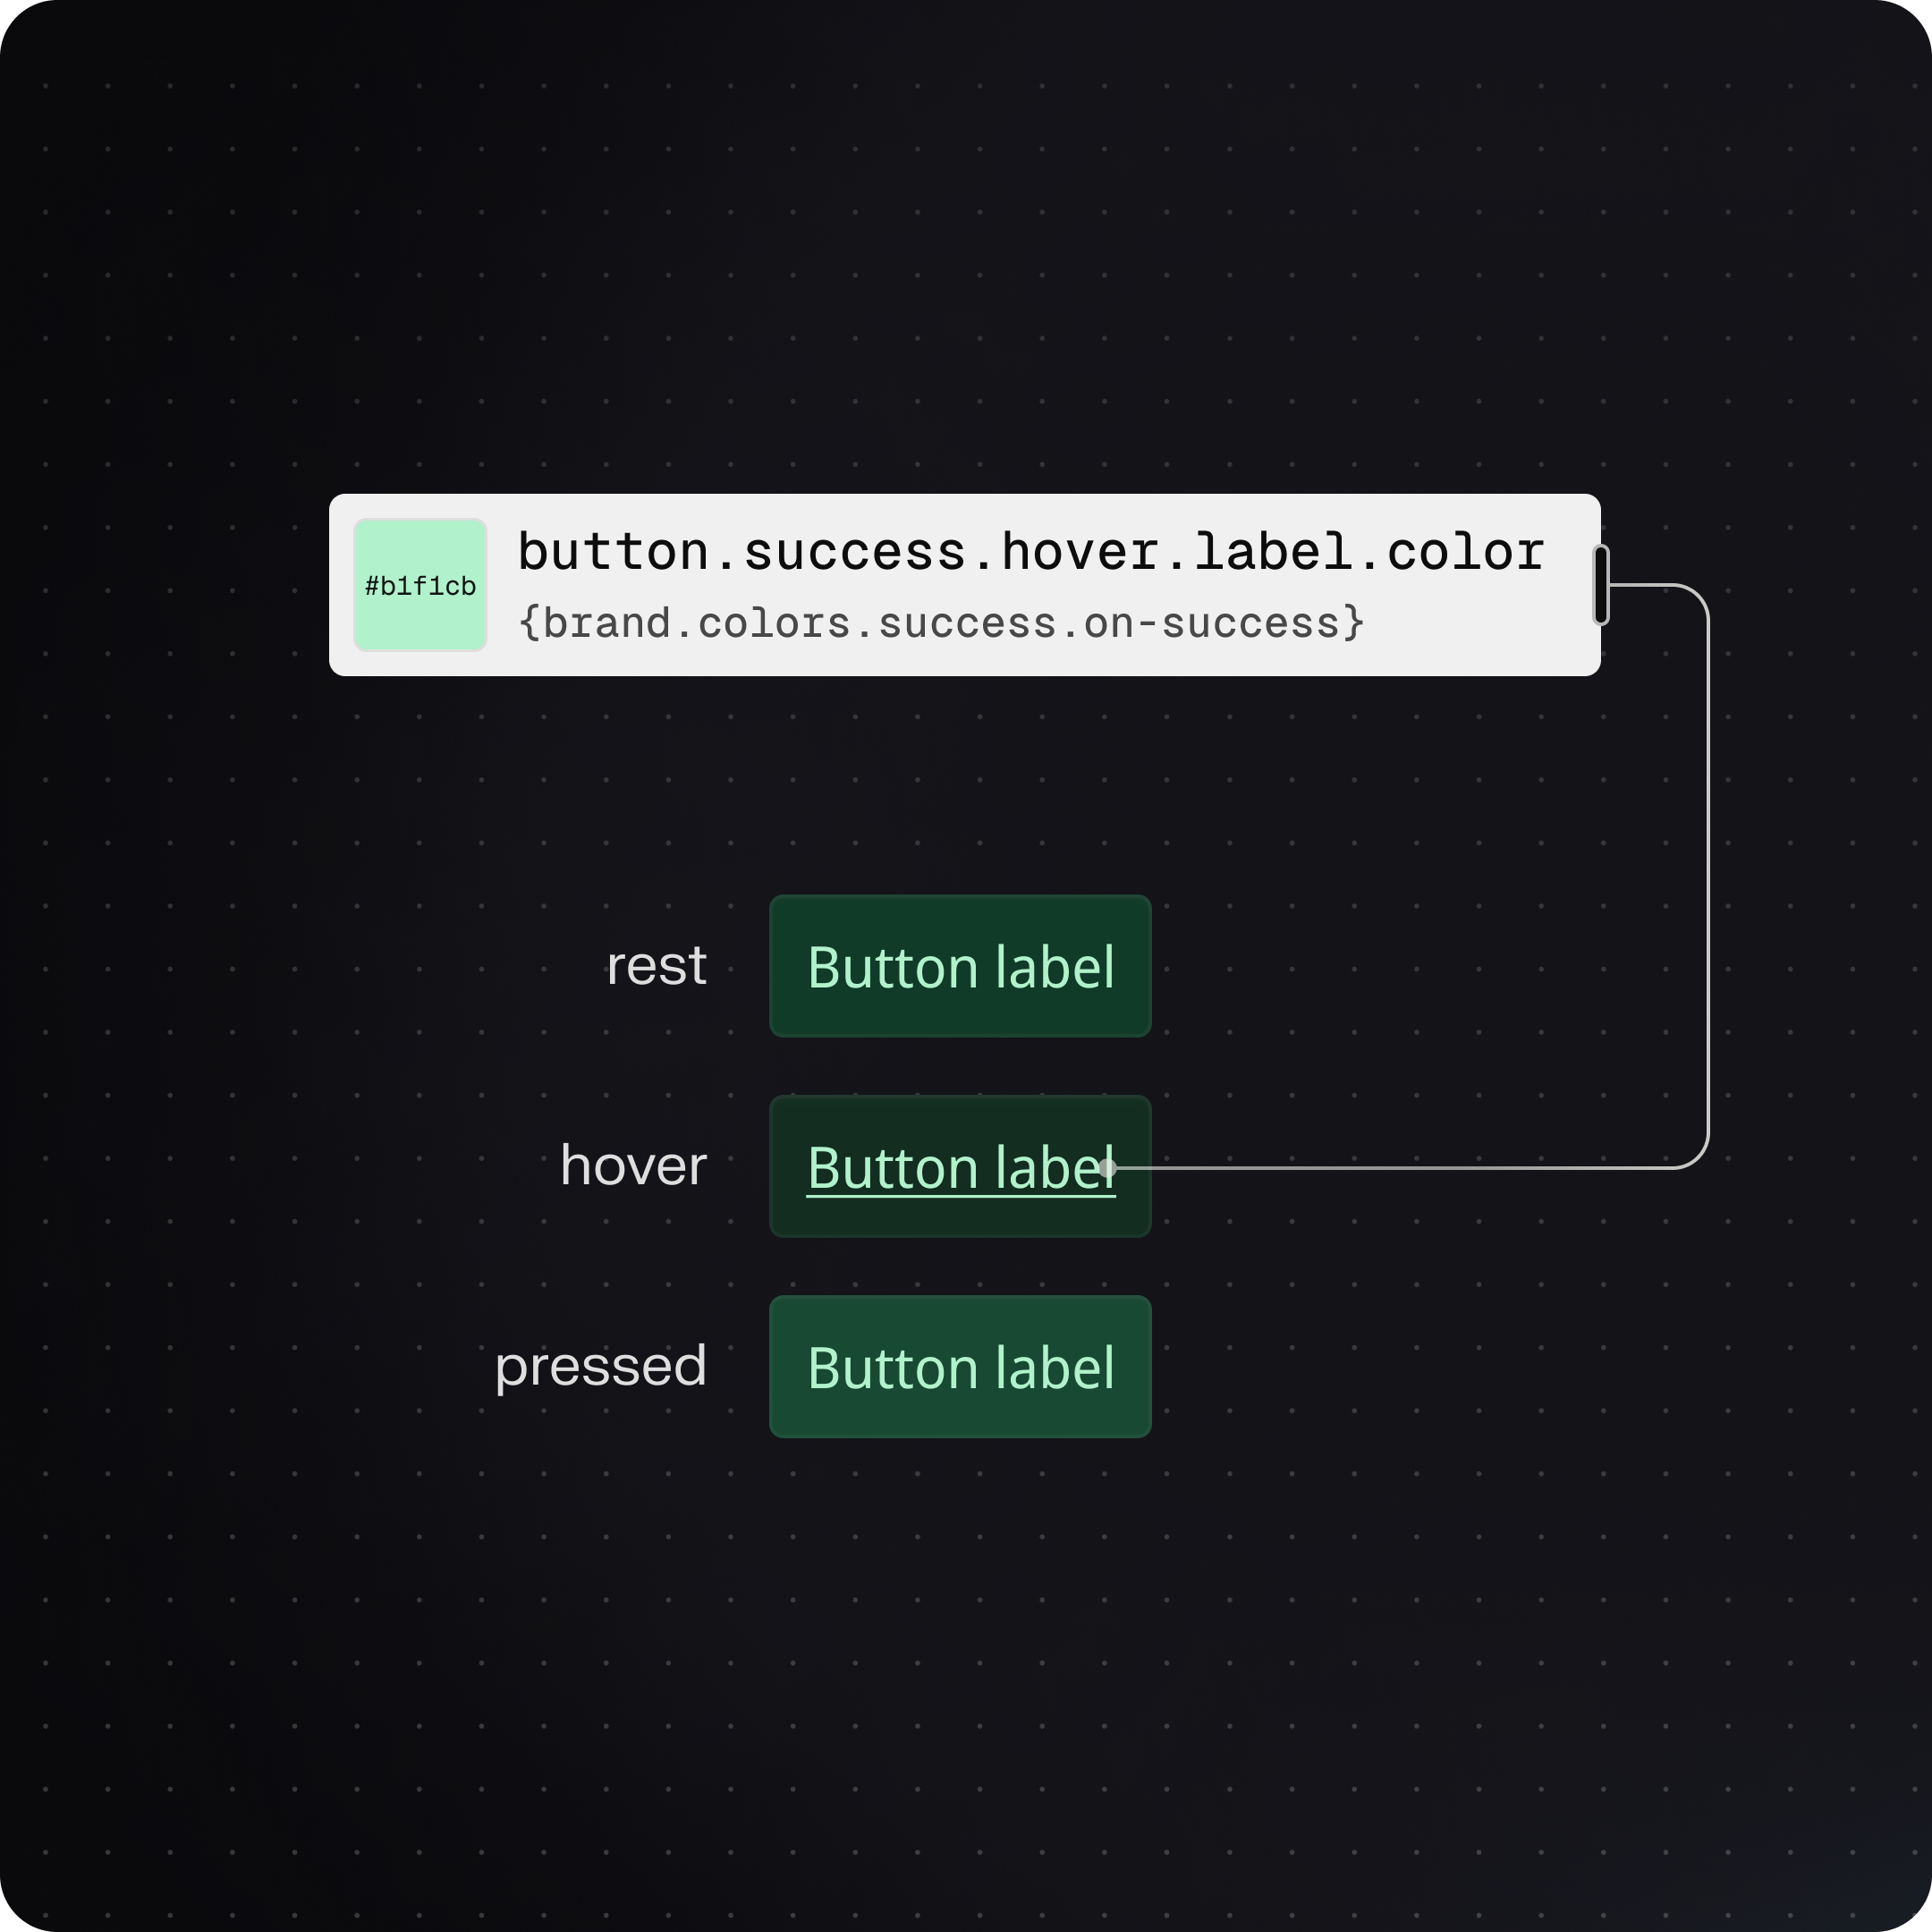 #b1f1cb
button.success.hover.label.color
{brand.colors.success.on-success}
rest
Button label
hover
Button label
pressed
Button label